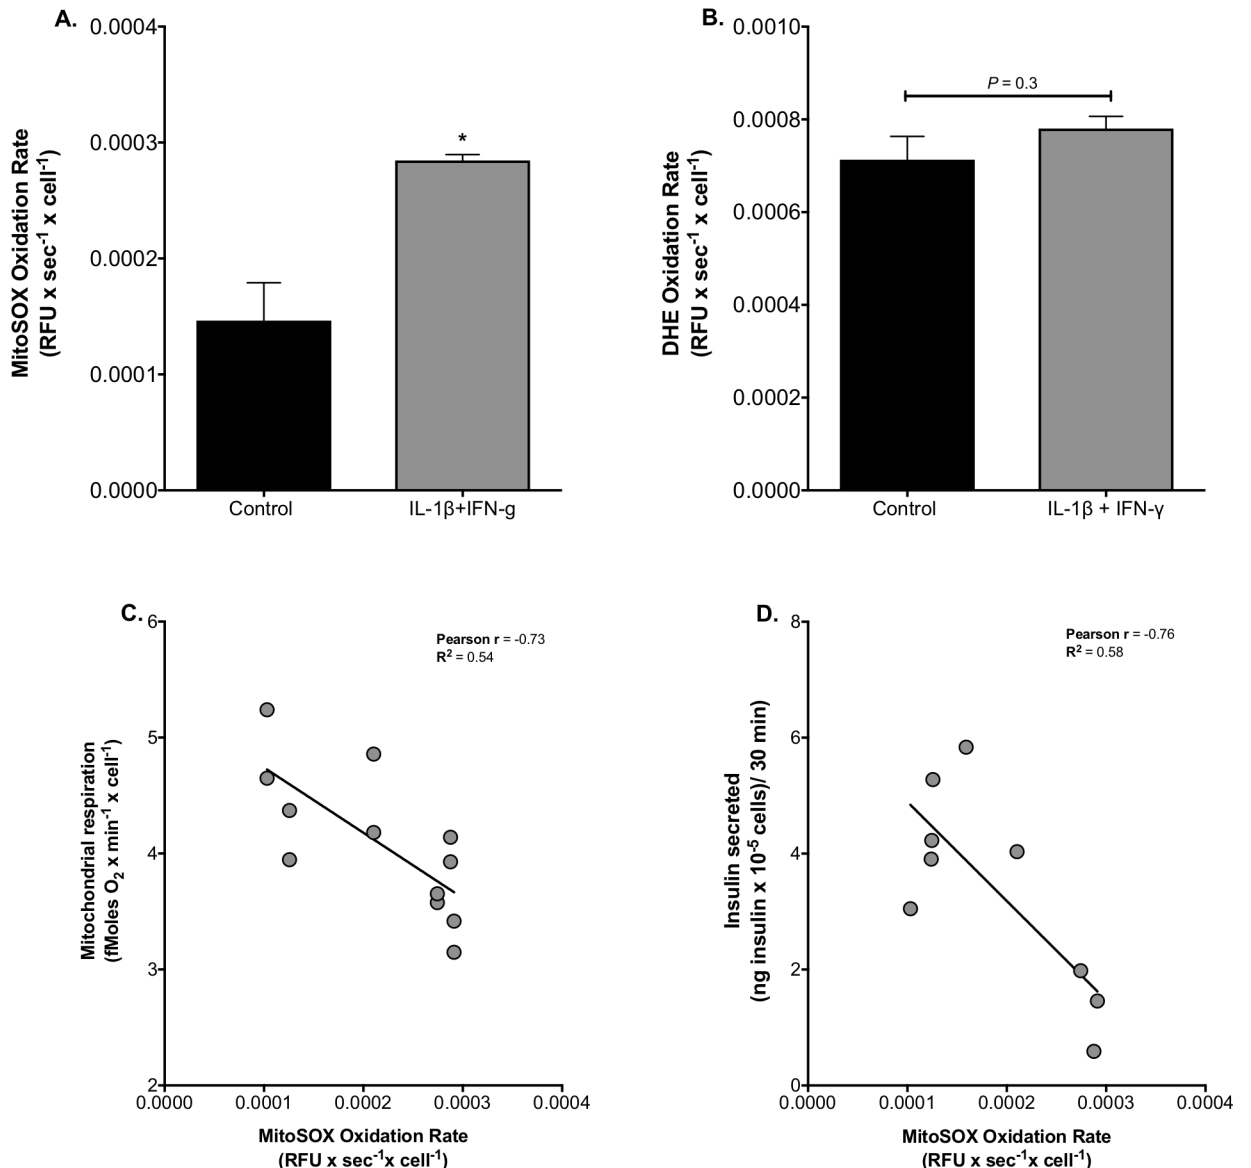 A.
0.0004
0.0003
0.0002
0.0001
0.0000
MitoSOX Oxidation Rate
(RFU x sec⁻¹ x cell⁻¹)
*
Control
IL-1β+IFN-g
B.
0.0010
0.0008
0.0006
0.0004
0.0002
0.0000
DHE Oxidation Rate
(RFU x sec⁻¹ x cell⁻¹)
P = 0.3
Control
IL-1β + IFN-γ
C.
6
5
4
3
2
Mitochondrial respiration
(fMoles O₂ x min⁻¹ x cell⁻¹)
Pearson r = -0.73
R² = 0.54
0.0000
0.0001
0.0002
0.0003
0.0004
MitoSOX Oxidation Rate
(RFU x sec⁻¹x cell⁻¹)
D.
8
6
4
2
0
Insulin secreted
(ng insulin x 10⁻⁵ cells)/ 30 min)
Pearson r = -0.76
R² = 0.58
0.0000
0.0001
0.0002
0.0003
0.0004
MitoSOX Oxidation Rate
(RFU x sec⁻¹x cell⁻¹)